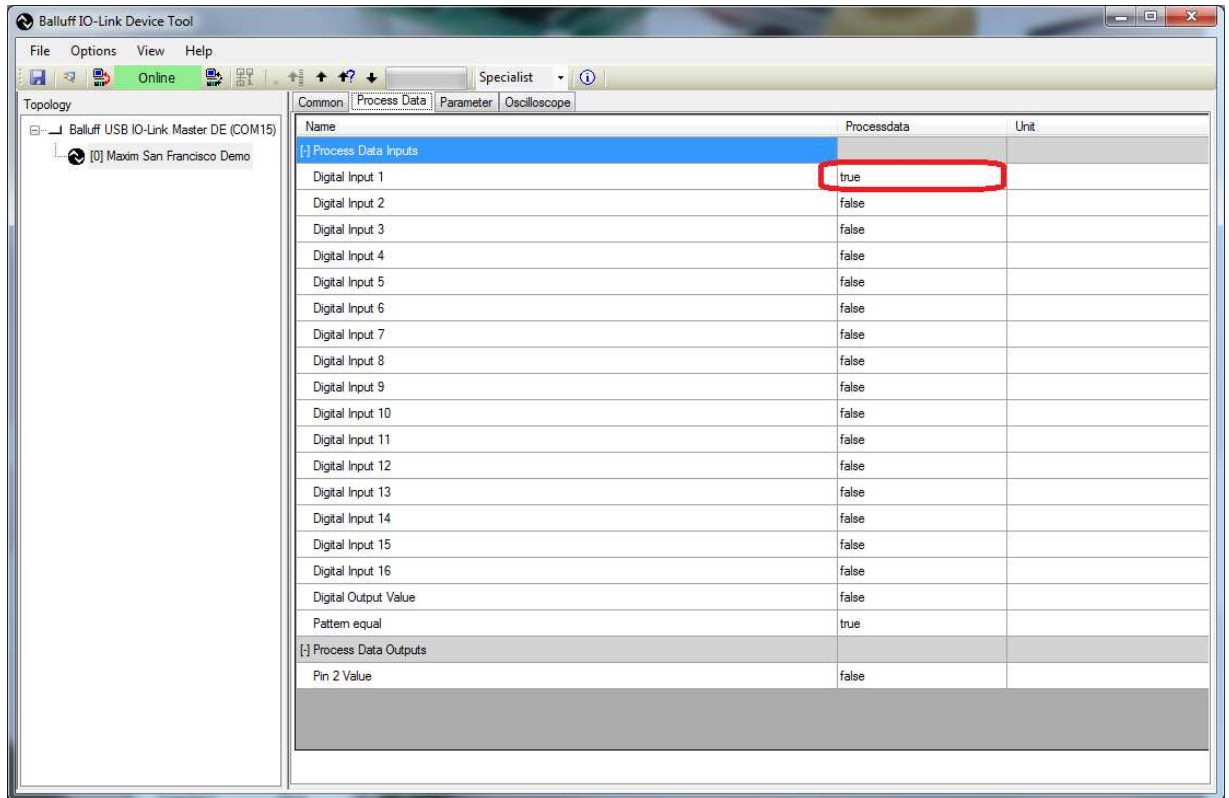 Balluff IO-Link Device Tool
File Options View Help
Online Specialist
Topology
Common Process Data Parameter Oscilloscope
Balluff USB IO-Link Master DE (COM15)
[0] Maxim San Francisco Demo
Name Processdata Unit
[-] Process Data Inputs
Digital Input 1 true
Digital Input 2 false
Digital Input 3 false
Digital Input 4 false
Digital Input 5 false
Digital Input 6 false
Digital Input 7 false
Digital Input 8 false
Digital Input 9 false
Digital Input 10 false
Digital Input 11 false
Digital Input 12 false
Digital Input 13 false
Digital Input 14 false
Digital Input 15 false
Digital Input 16 false
Digital Output Value false
Pattern equal true
[-] Process Data Outputs
Pin 2 Value false